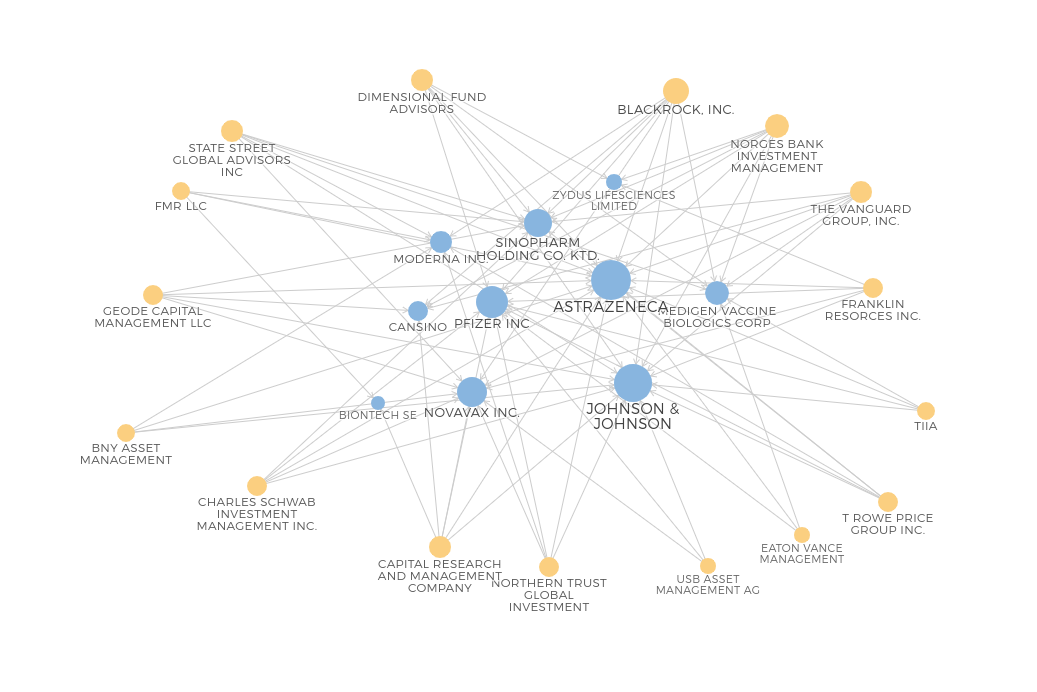 DIMENSIONAL FUND
ADVISORS
BLACKROCK, INC.
STATE STREET
GLOBAL ADVISORS
INC
NORGES BANK
INVESTMENT
MANAGEMENT
FMR LLC
ZYDUS LIFESCIENCES
LIMITED
THE VANGUARD
GROUP, INC.
SINOPHARM
HOLDING CO. KTD.
MODERNA INC.
GEODE CAPITAL
MANAGEMENT LLC
CANSINO
PFIZER INC
ASTRAZENECA
MEDIGEN VACCINE
BIOLOGICS CORP
FRANKLIN
RESORCES INC.
BIONTECH SE
NOVAVAX INC.
JOHNSON &
JOHNSON
TIIA
BNY ASSET
MANAGEMENT
CHARLES SCHWAB
INVESTMENT
MANAGEMENT INC.
T ROWE PRICE
GROUP INC.
EATON VANCE
MANAGEMENT
CAPITAL RESEARCH
AND MANAGEMENT
COMPANY
NORTHERN TRUST
GLOBAL
INVESTMENT
USB ASSET
MANAGEMENT AG